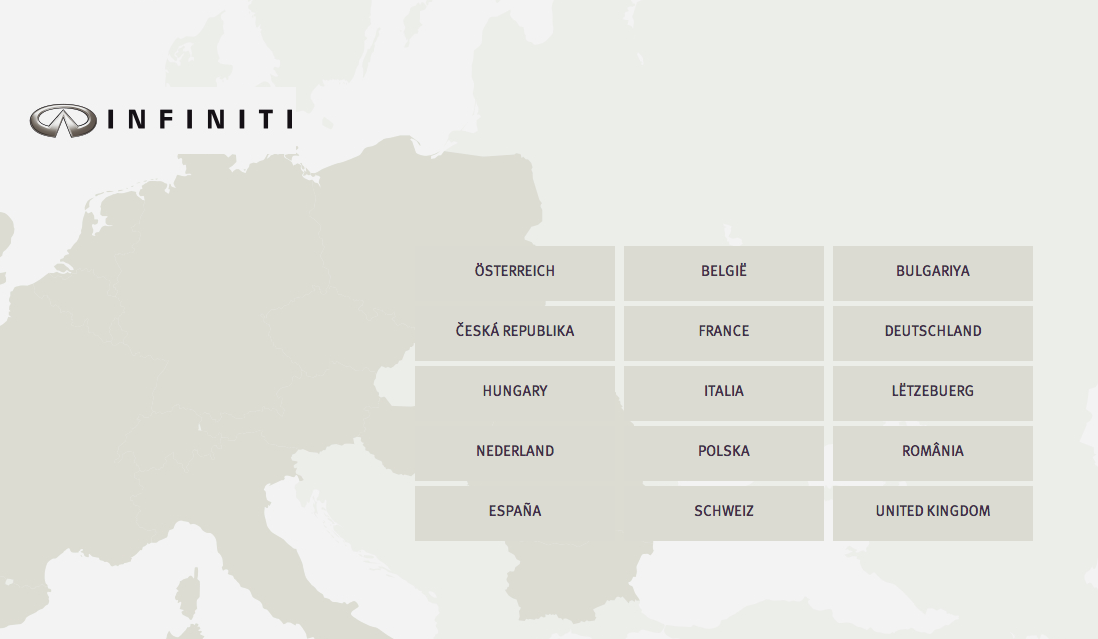 INFINITI
ÖSTERREICH
BELGIË
BULGARIYA
ČESKÁ REPUBLIKA
FRANCE
DEUTSCHLAND
HUNGARY
ITALIA
LËTZEBUERG
NEDERLAND
POLSKA
ROMÂNIA
ESPAÑA
SCHWEIZ
UNITED KINGDOM